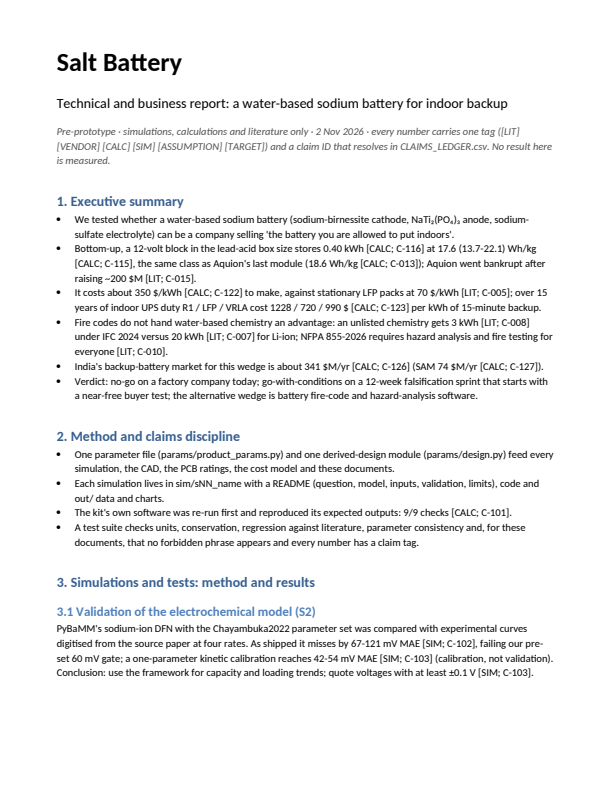 Salt Battery
Technical and business report: a water-based sodium battery for indoor backup
Pre-prototype · simulations, calculations and literature only · 2 Nov 2026 · every number carries one tag ([LIT]
[VENDOR] [CALC] [SIM] [ASSUMPTION] [TARGET]) and a claim ID that resolves in CLAIMS_LEDGER.csv. No result here
is measured.
1. Executive summary
• We tested whether a water-based sodium battery (sodium-birnessite cathode, NaTi₂(PO₄)₃ anode, sodium-
sulfate electrolyte) can be a company selling 'the battery you are allowed to put indoors'.
• Bottom-up, a 12-volt block in the lead-acid box size stores 0.40 kWh [CALC; C-116] at 17.6 (13.7-22.1) Wh/kg
[CALC; C-115], the same class as Aquion's last module (18.6 Wh/kg [CALC; C-013]); Aquion went bankrupt after
raising ~200 $M [LIT; C-015].
• It costs about 350 $/kWh [CALC; C-122] to make, against stationary LFP packs at 70 $/kWh [LIT; C-005]; over 15
years of indoor UPS duty R1 / LFP / VRLA cost 1228 / 720 / 990 $ [CALC; C-123] per kWh of 15-minute backup.
• Fire codes do not hand water-based chemistry an advantage: an unlisted chemistry gets 3 kWh [LIT; C-008]
under IFC 2024 versus 20 kWh [LIT; C-007] for Li-ion; NFPA 855-2026 requires hazard analysis and fire testing for
everyone [LIT; C-010].
• India's backup-battery market for this wedge is about 341 $M/yr [CALC; C-126] (SAM 74 $M/yr [CALC; C-127]).
• Verdict: no-go on a factory company today; go-with-conditions on a 12-week falsification sprint that starts with
a near-free buyer test; the alternative wedge is battery fire-code and hazard-analysis software.
2. Method and claims discipline
• One parameter file (params/product_params.py) and one derived-design module (params/design.py) feed every
simulation, the CAD, the PCB ratings, the cost model and these documents.
• Each simulation lives in sim/sNN_name with a README (question, model, inputs, validation, limits), code and
out/ data and charts.
• The kit's own software was re-run first and reproduced its expected outputs: 9/9 checks [CALC; C-101].
• A test suite checks units, conservation, regression against literature, parameter consistency and, for these
documents, that no forbidden phrase appears and every number has a claim tag.
3. Simulations and tests: method and results
3.1 Validation of the electrochemical model (S2)
PyBaMM's sodium-ion DFN with the Chayambuka2022 parameter set was compared with experimental curves
digitised from the source paper at four rates. As shipped it misses by 67-121 mV MAE [SIM; C-102], failing our pre-
set 60 mV gate; a one-parameter kinetic calibration reaches 42-54 mV MAE [SIM; C-103] (calibration, not validation).
Conclusion: use the framework for capacity and loading trends; quote voltages with at least ±0.1 V [SIM; C-103].